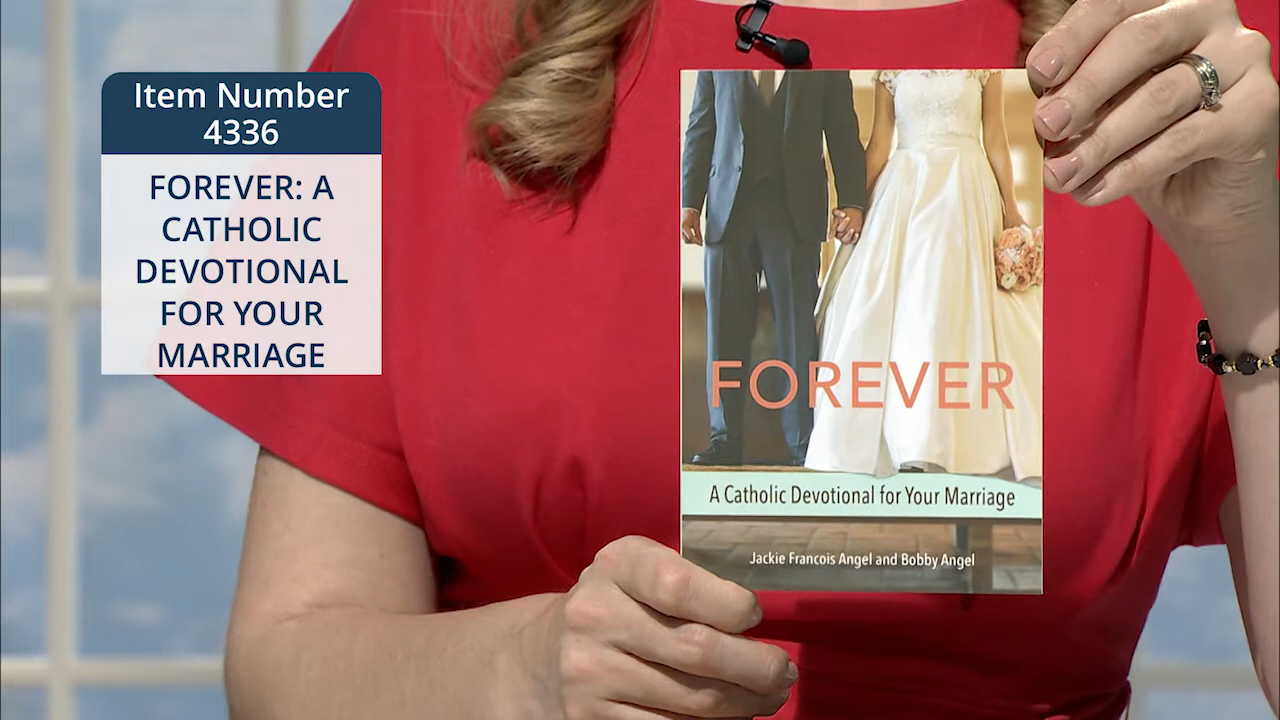 Item Number
4336
FOREVER: A
CATHOLIC
DEVOTIONAL
FOR YOUR
MARRIAGE
FOREVER
A Catholic Devotional for Your Marriage
Jackie Francois Angel and Bobby Angel